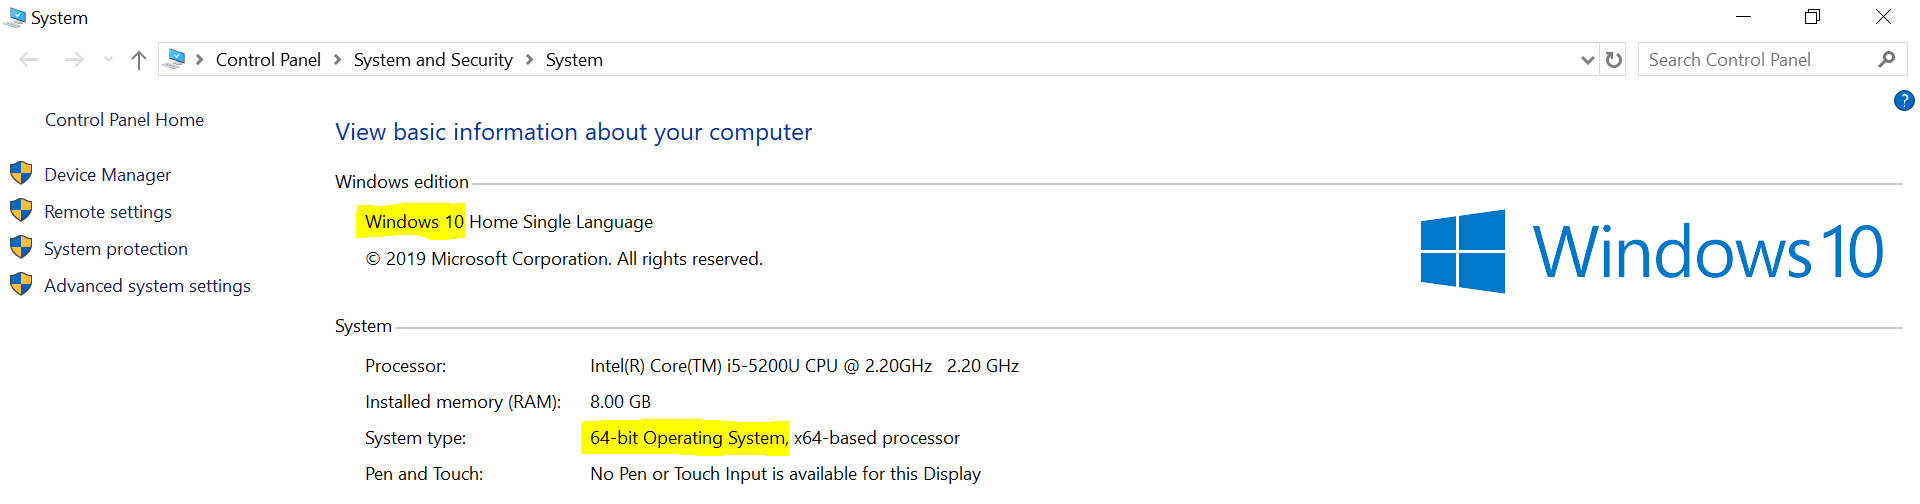 System
Control Panel > System and Security > System
Search Control Panel
?
Control Panel Home
Device Manager
Remote settings
System protection
Advanced system settings
View basic information about your computer
Windows edition
Windows 10 Home Single Language
© 2019 Microsoft Corporation. All rights reserved.
Windows 10
System
Processor: Intel(R) Core(TM) i5-5200U CPU @ 2.20GHz 2.20 GHz
Installed memory (RAM): 8.00 GB
System type: 64-bit Operating System, x64-based processor
Pen and Touch: No Pen or Touch Input is available for this Display